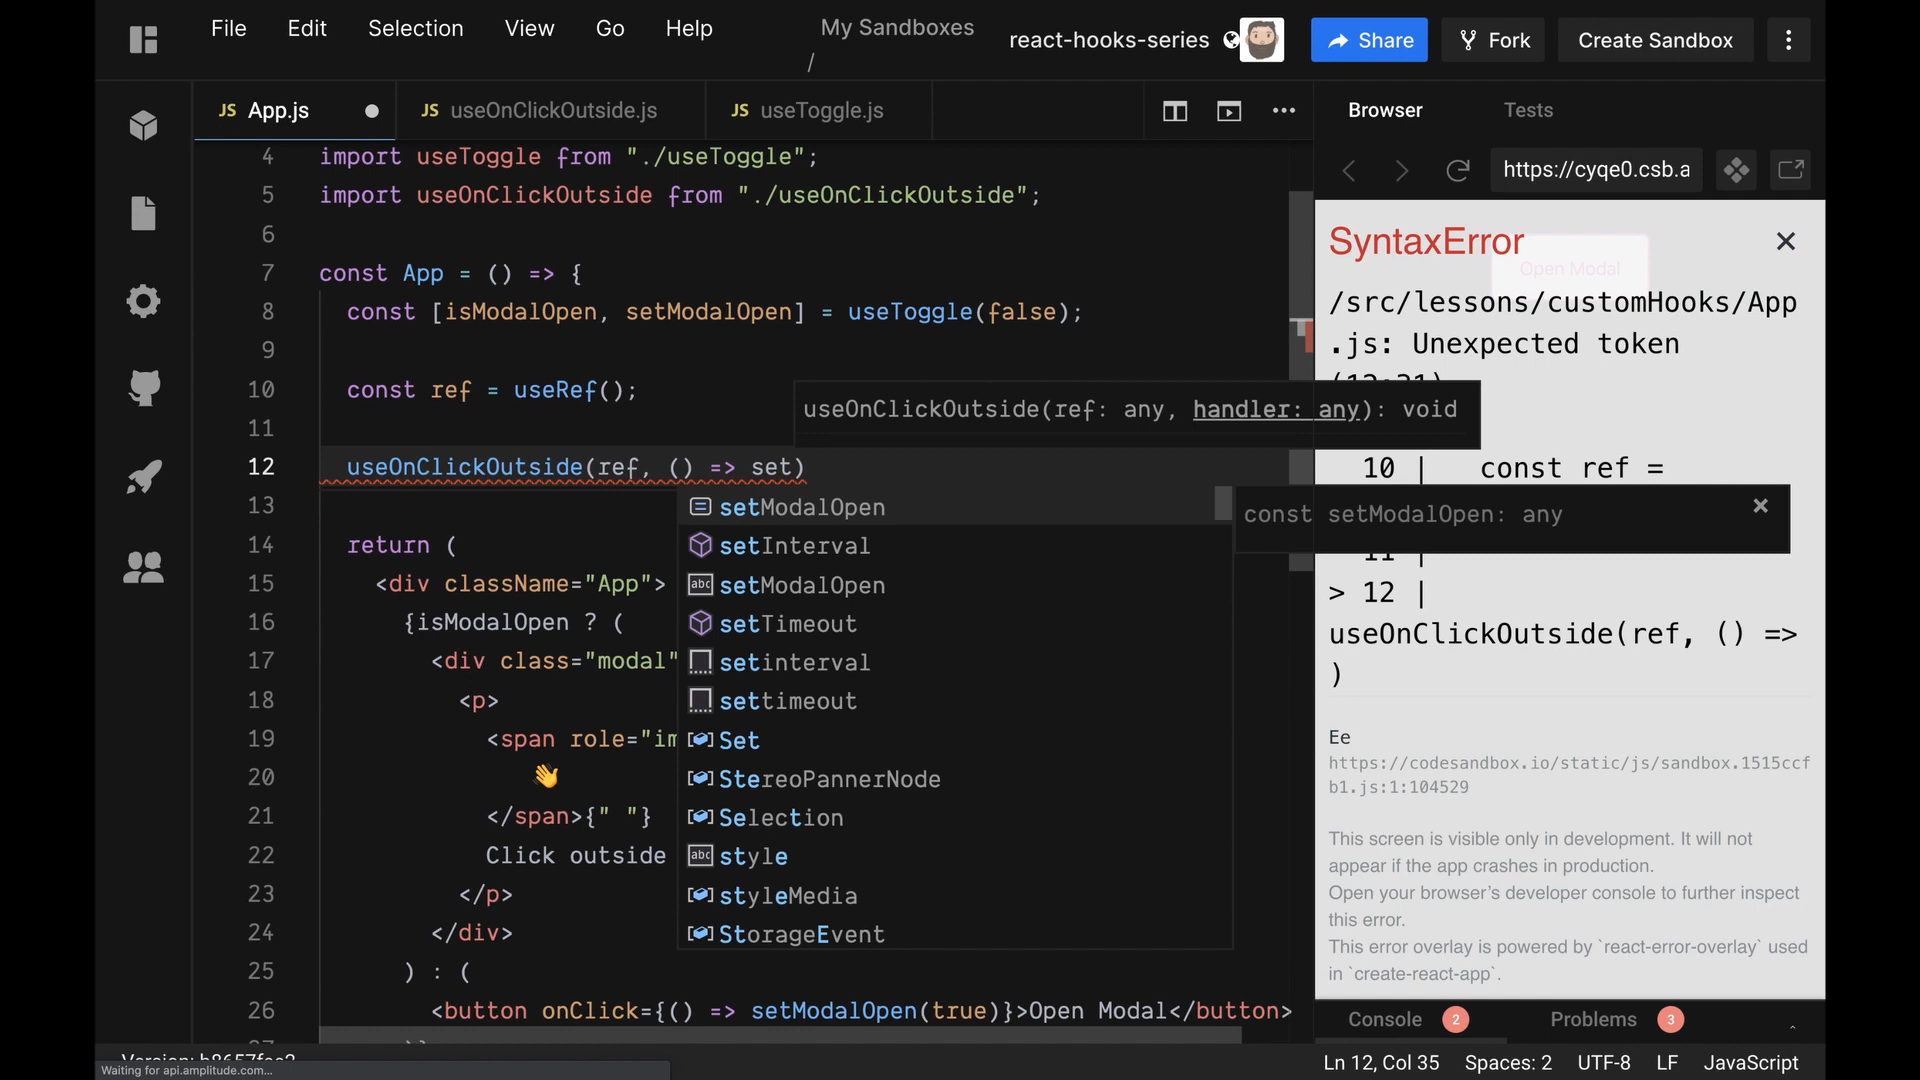 File Edit Selection View Go Help
My Sandboxes
/
react-hooks-series
Share
Fork
Create Sandbox
JS App.js
JS useOnClickOutside.js
JS useToggle.js
Browser
Tests
https://cyqe0.csb.a
4 import useToggle from "./useToggle";
5 import useOnClickOutside from "./useOnClickOutside";
6
7 const App = () => {
8 const [isModalOpen, setModalOpen] = useToggle(false);
9
10 const ref = useRef();
11
12 useOnClickOutside(ref, () => set)
13
14 return (
15 <div className="App">
16 {isModalOpen ? (
17 <div class="modal"
18 <p>
19 <span role="im
20 👋
21 </span>{" "}
22 Click outside
23 </p>
24 </div>
25 ) : (
26 <button onClick={() => setModalOpen(true)}>Open Modal</button>
useOnClickOutside(ref: any, handler: any): void
setModalOpen
setInterval
abc setModalOpen
setTimeout
setinterval
settimeout
Set
StereoPannerNode
Selection
abc style
styleMedia
StorageEvent
const setModalOpen: any
SyntaxError
Open Modal
/src/lessons/customHooks/App
.js: Unexpected token
10 | const ref =
11 |
> 12 |
useOnClickOutside(ref, () =>
)
Ee
https://codesandbox.io/static/js/sandbox.1515ccf
b1.js:1:104529
This screen is visible only in development. It will not
appear if the app crashes in production.
Open your browser's developer console to further inspect
this error.
This error overlay is powered by `react-error-overlay` used
in `create-react-app`.
Console 2
Problems 3
Waiting for api.amplitude.com...
Ln 12, Col 35 Spaces: 2 UTF-8 LF JavaScript